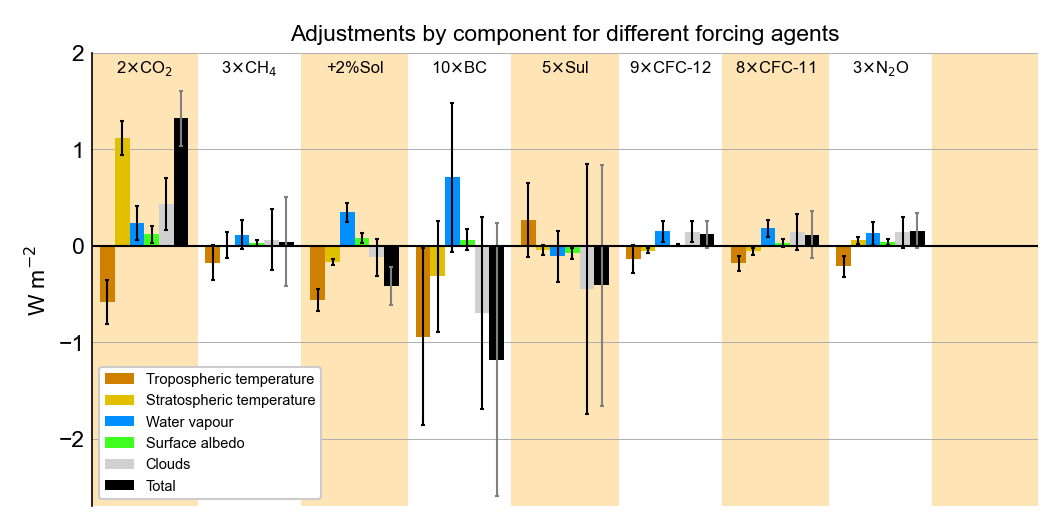 Adjustments by component for different forcing agents
2×CO₂ 3×CH₄ +2%Sol 10×BC 5×Sul 9×CFC-12 8×CFC-11 3×N₂O
2
1
0
−1
−2
W m⁻²
Tropospheric temperature
Stratospheric temperature
Water vapour
Surface albedo
Clouds
Total